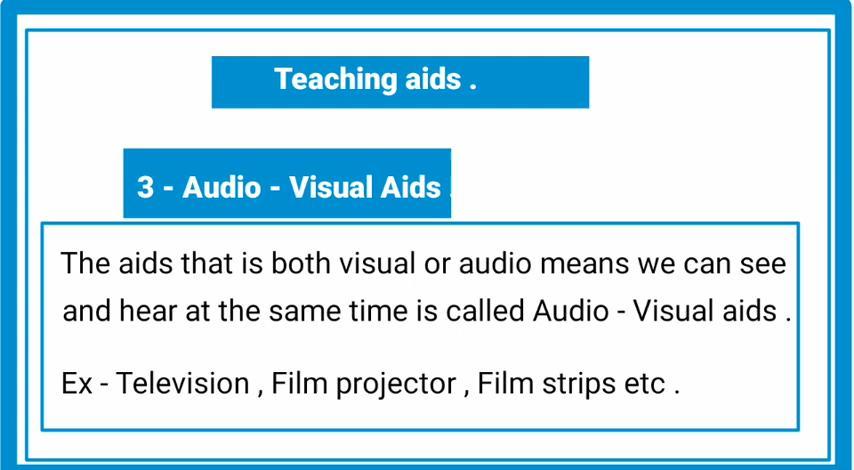 Teaching aids .
3 - Audio - Visual Aids .
The aids that is both visual or audio means we can see
and hear at the same time is called Audio - Visual aids .
Ex - Television , Film projector , Film strips etc .